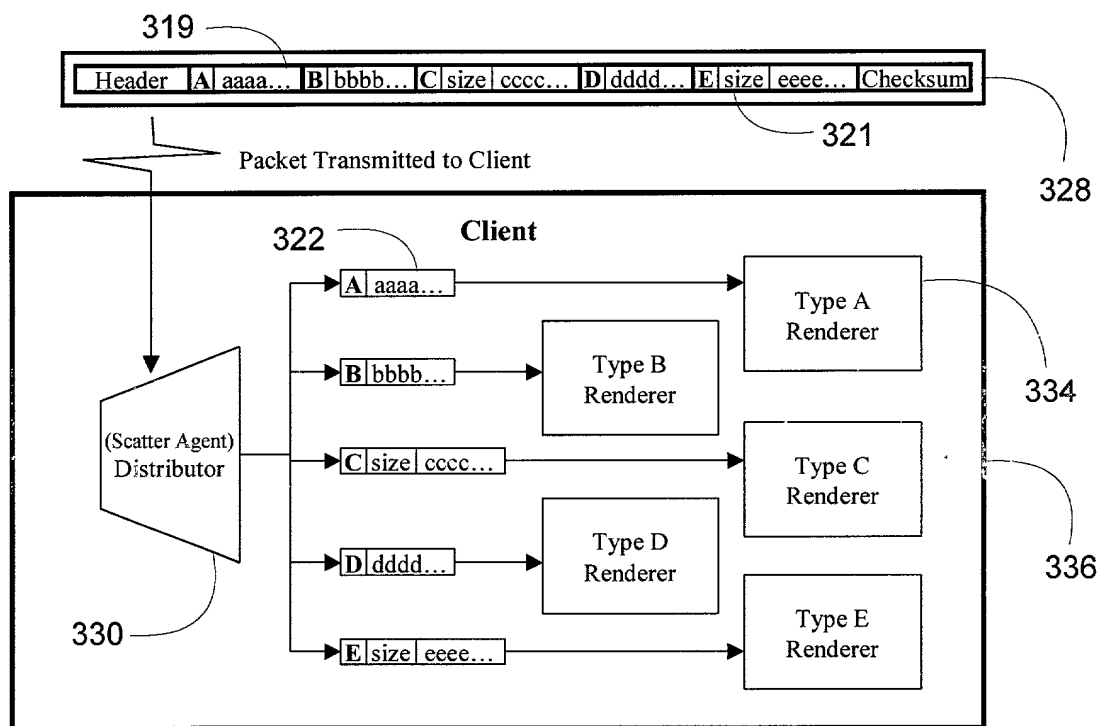 319
Header A aaaa... B bbbb... C size cccc... D dddd... E size eeee... Checksum
321
328
Packet Transmitted to Client
Client
322
A aaaa...
Type A
Renderer
334
B bbbb...
Type B
Renderer
(Scatter Agent)
Distributor
C size cccc...
Type C
Renderer
336
D dddd...
Type D
Renderer
330
E size eeee...
Type E
Renderer